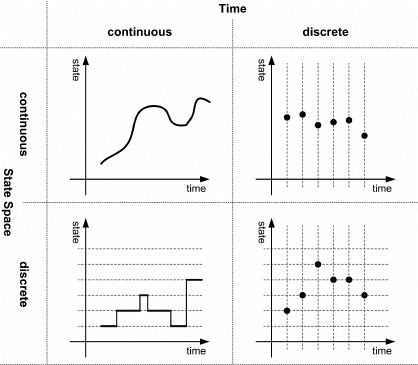 Time
continuous
discrete
State Space
continuous
state
time
state
time
discrete
state
time
state
time